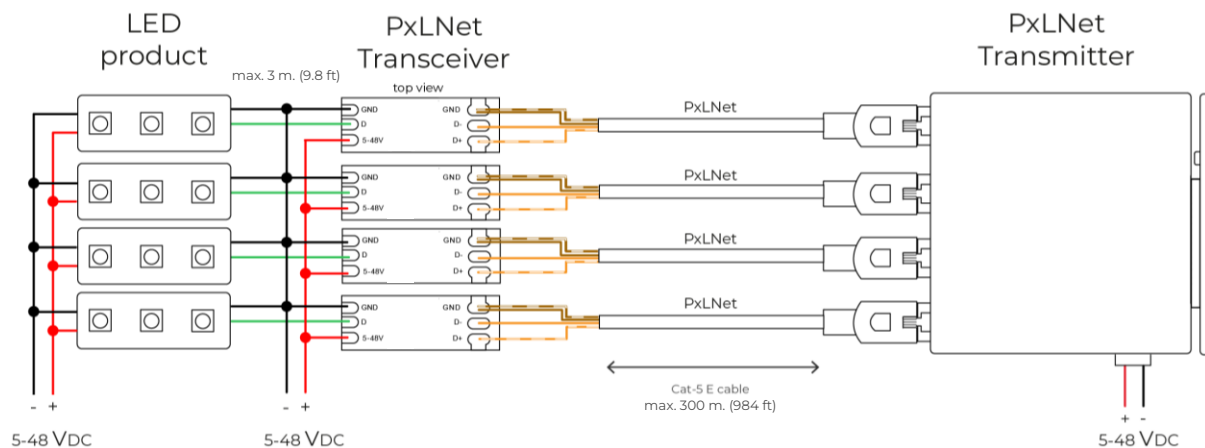 LED
product
PxLNet
Transceiver
PxLNet
Transmitter
max. 3 m. (9.8 ft)
top view
GND
D
5-48V
GND
D-
D+
PxLNet
GND
D
5-48V
GND
D-
D+
PxLNet
GND
D
5-48V
GND
D-
D+
PxLNet
GND
D
5-48V
GND
D-
D+
PxLNet
Cat-5 E cable
max. 300 m. (984 ft)
- +
5-48 VDC
- +
5-48 VDC
+ -
5-48 VDC